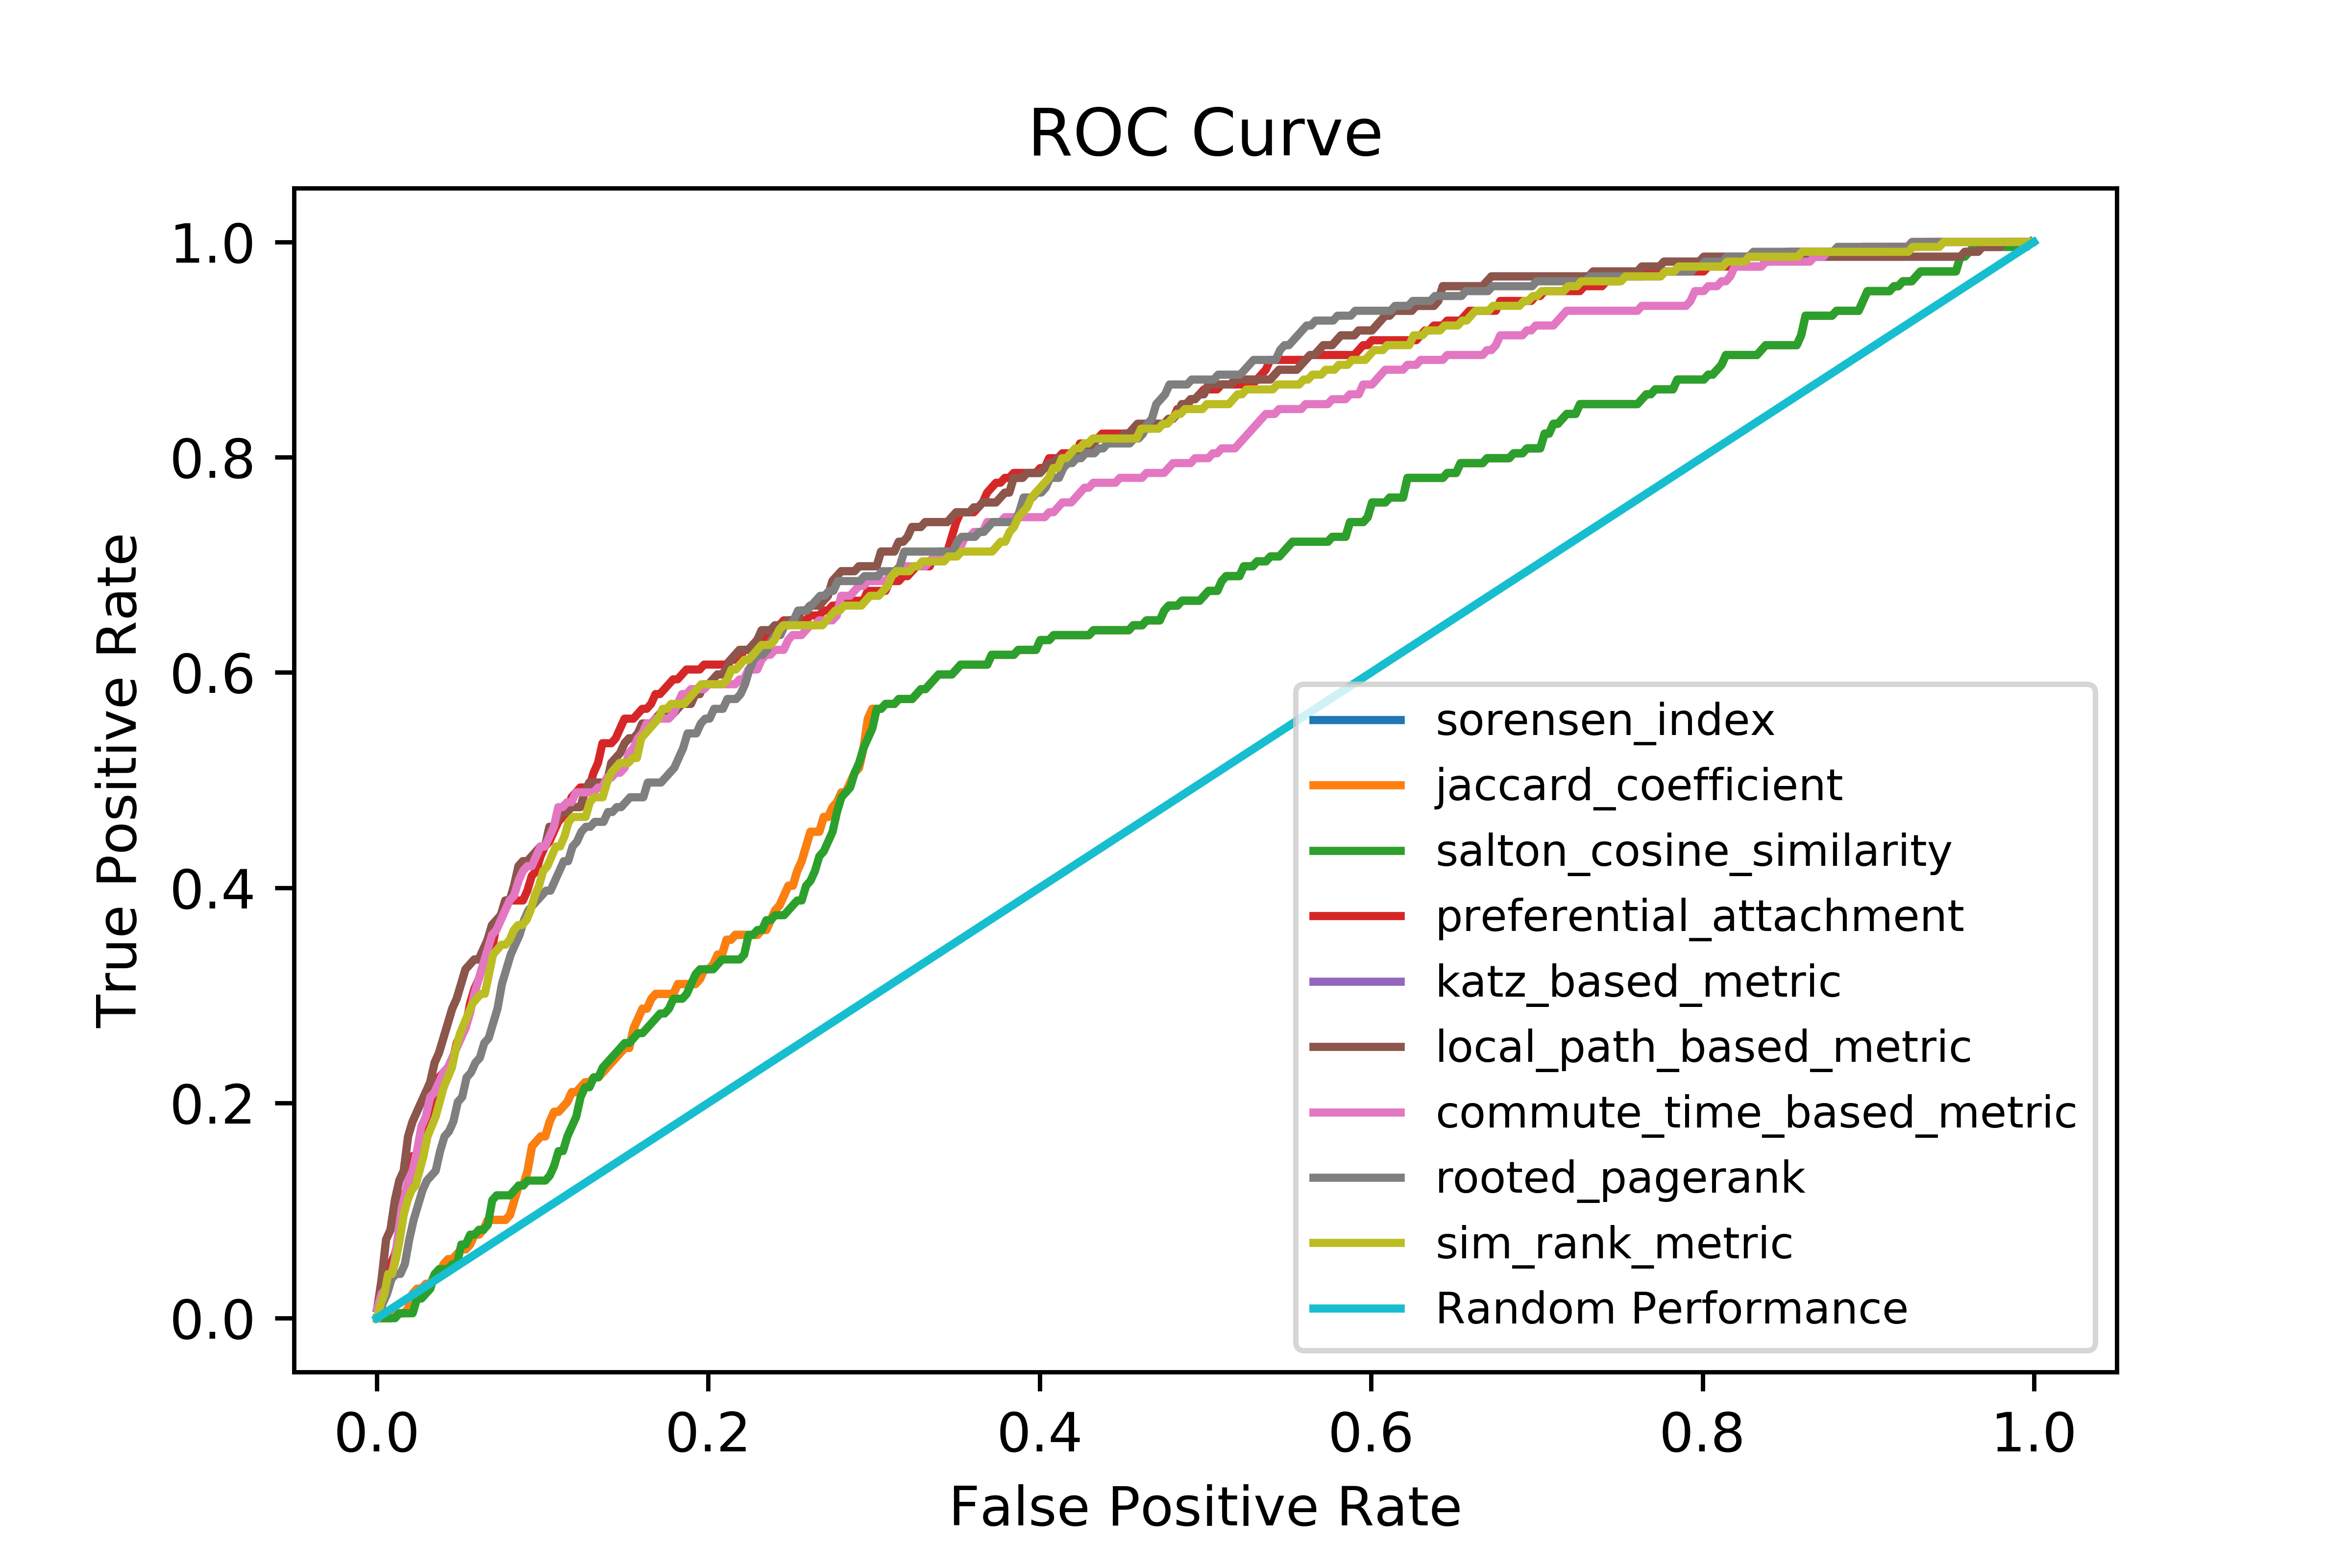 ROC Curve
True Positive Rate
1.0
0.8
0.6
0.4
0.2
0.0
sorensen_index
jaccard_coefficient
salton_cosine_similarity
preferential_attachment
katz_based_metric
local_path_based_metric
commute_time_based_metric
rooted_pagerank
sim_rank_metric
Random Performance
0.0 0.2 0.4 0.6 0.8 1.0
False Positive Rate